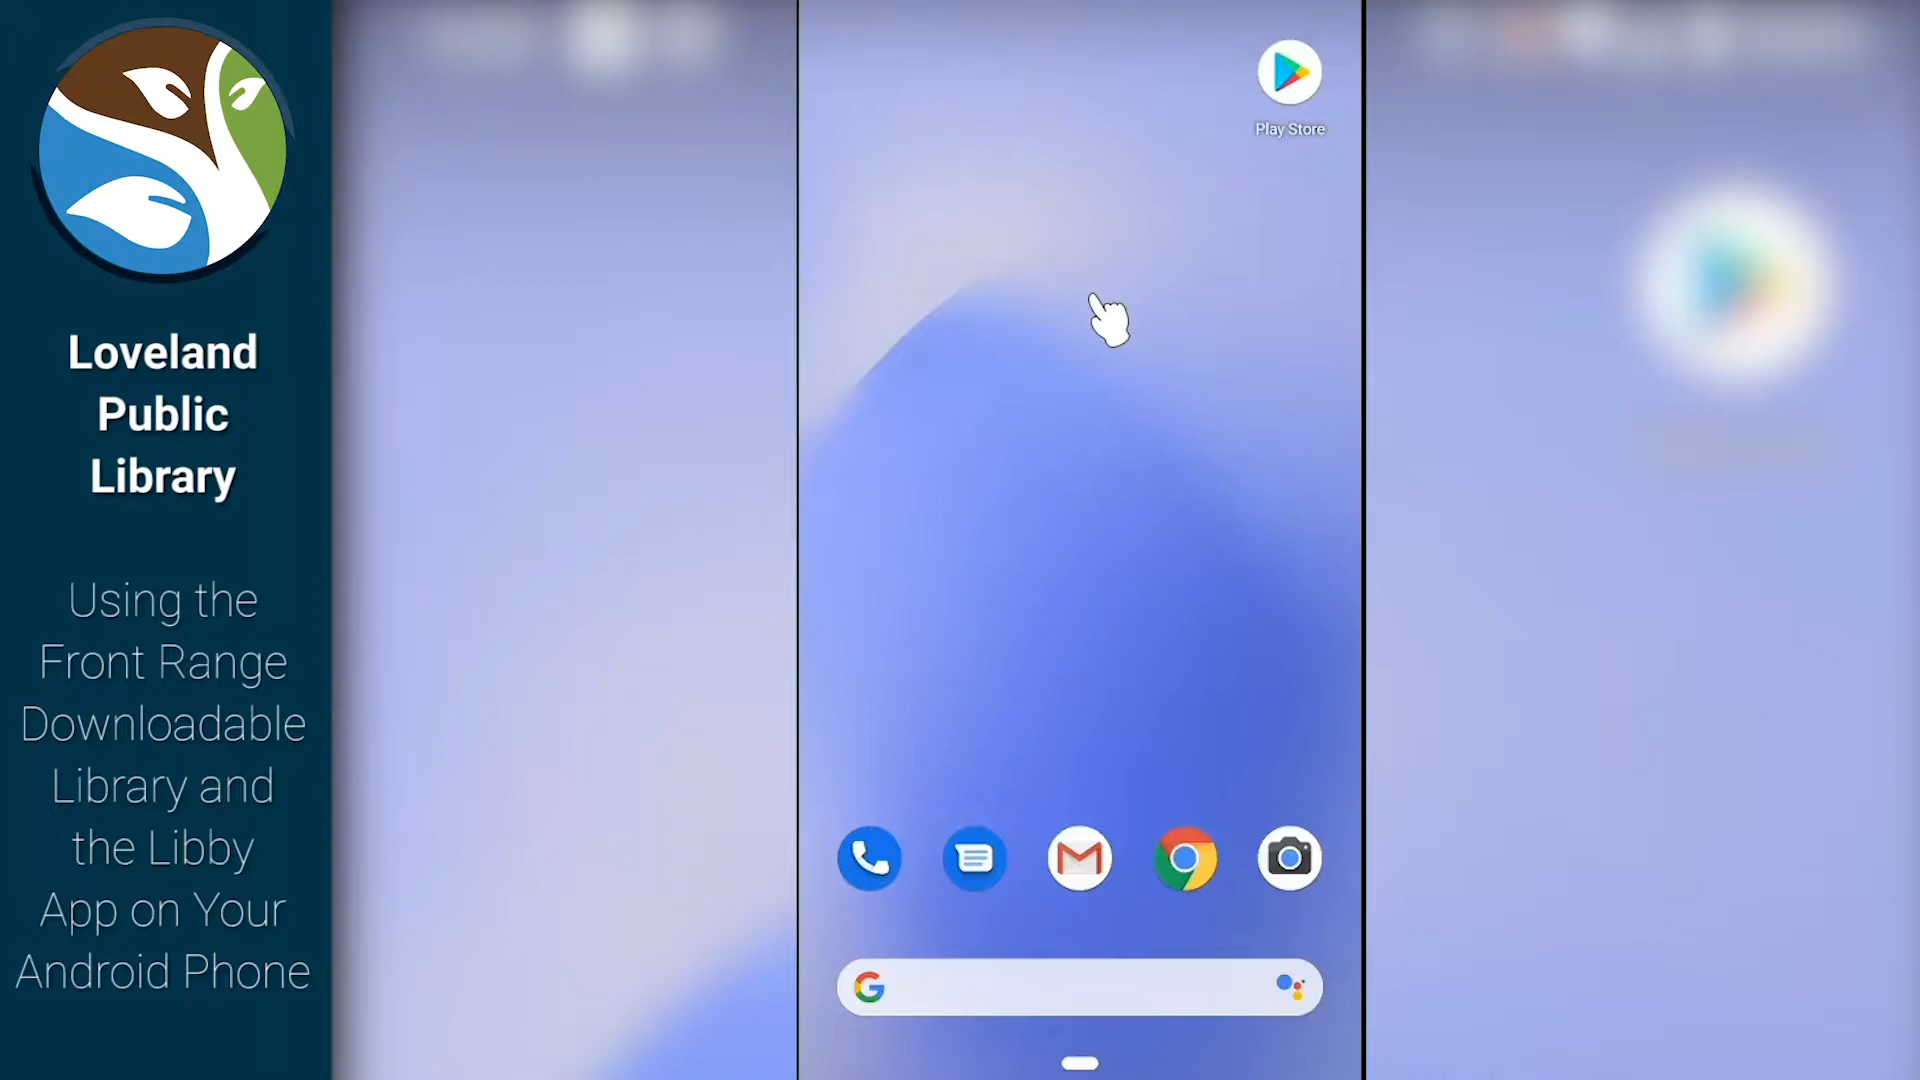 Loveland
Public
Library
Using the
Front Range
Downloadable
Library and
the Libby
App on Your
Android Phone
Play Store